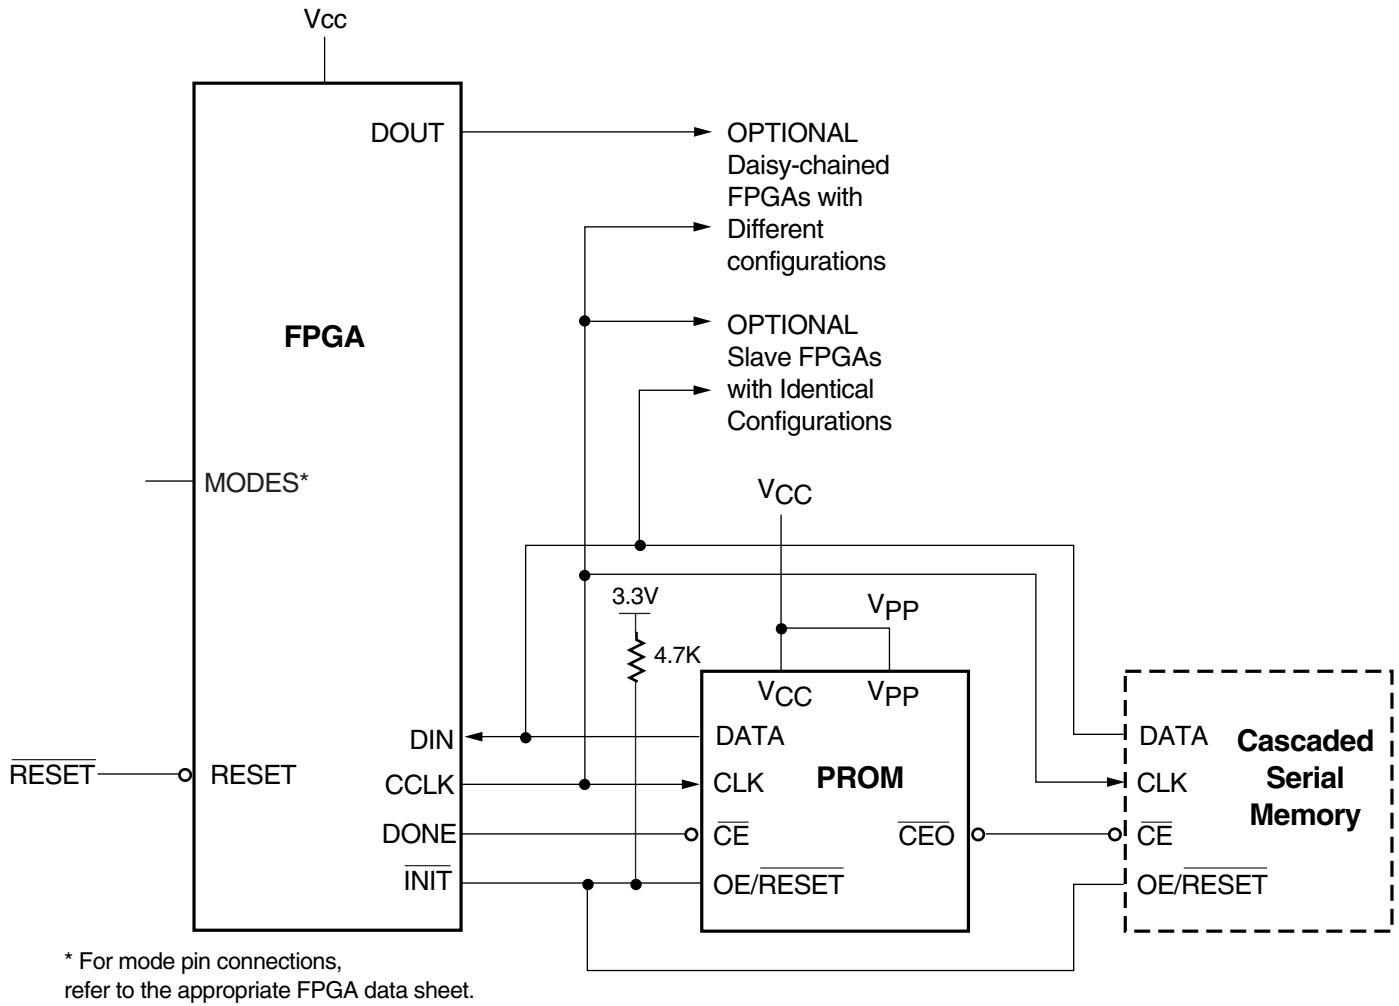 Vcc
DOUT
OPTIONAL
Daisy-chained
FPGAs with
Different
configurations
FPGA
OPTIONAL
Slave FPGAs
with Identical
Configurations
MODES*
VCC
3.3V
VPP
4.7K
VCC
VPP
DIN
DATA
DATA
Cascaded
Serial
Memory
RESET
RESET
CCLK
CLK
PROM
CLK
DONE
CE
CEO
CE
INIT
OE/RESET
OE/RESET
* For mode pin connections,
refer to the appropriate FPGA data sheet.